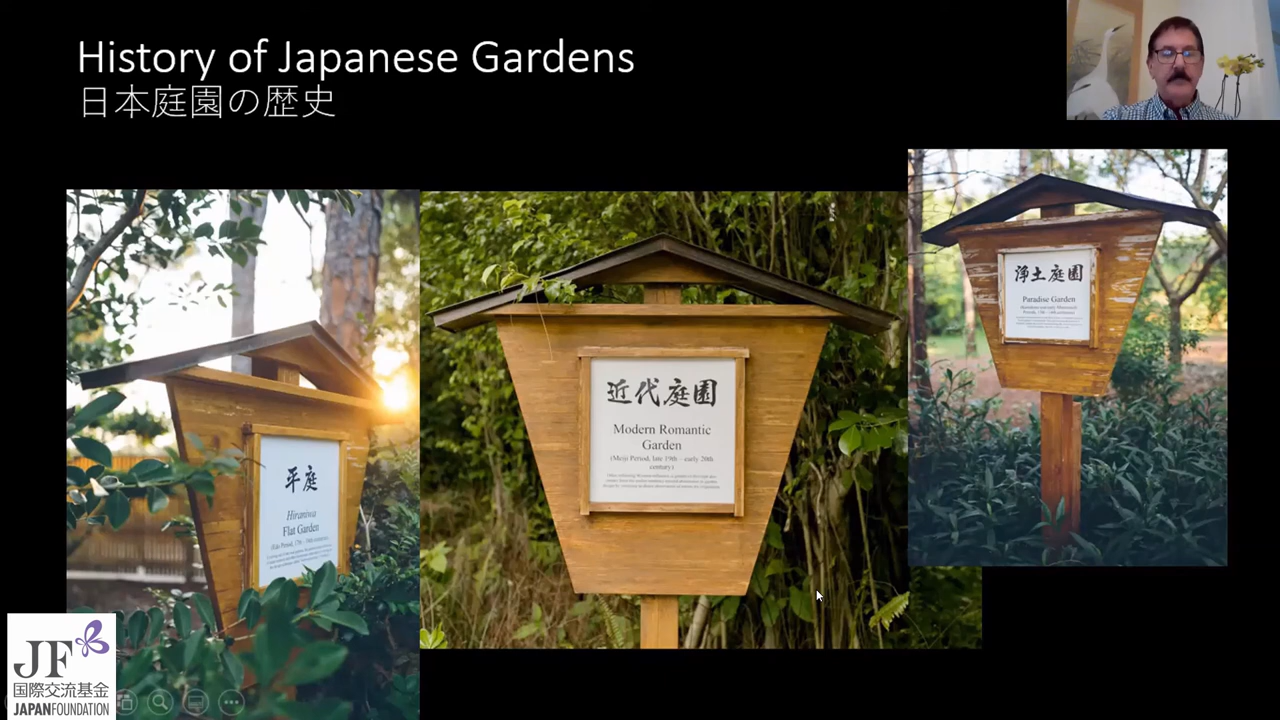 History of Japanese Gardens
日本庭園の歴史
平庭
Hiraniwa
Flat Garden
近代庭園
Modern Romantic
Garden
(Meiji Period, late 19th – early 20th
century)
浄土庭園
Paradise Garden
JF
国際交流基金
JAPANFOUNDATION